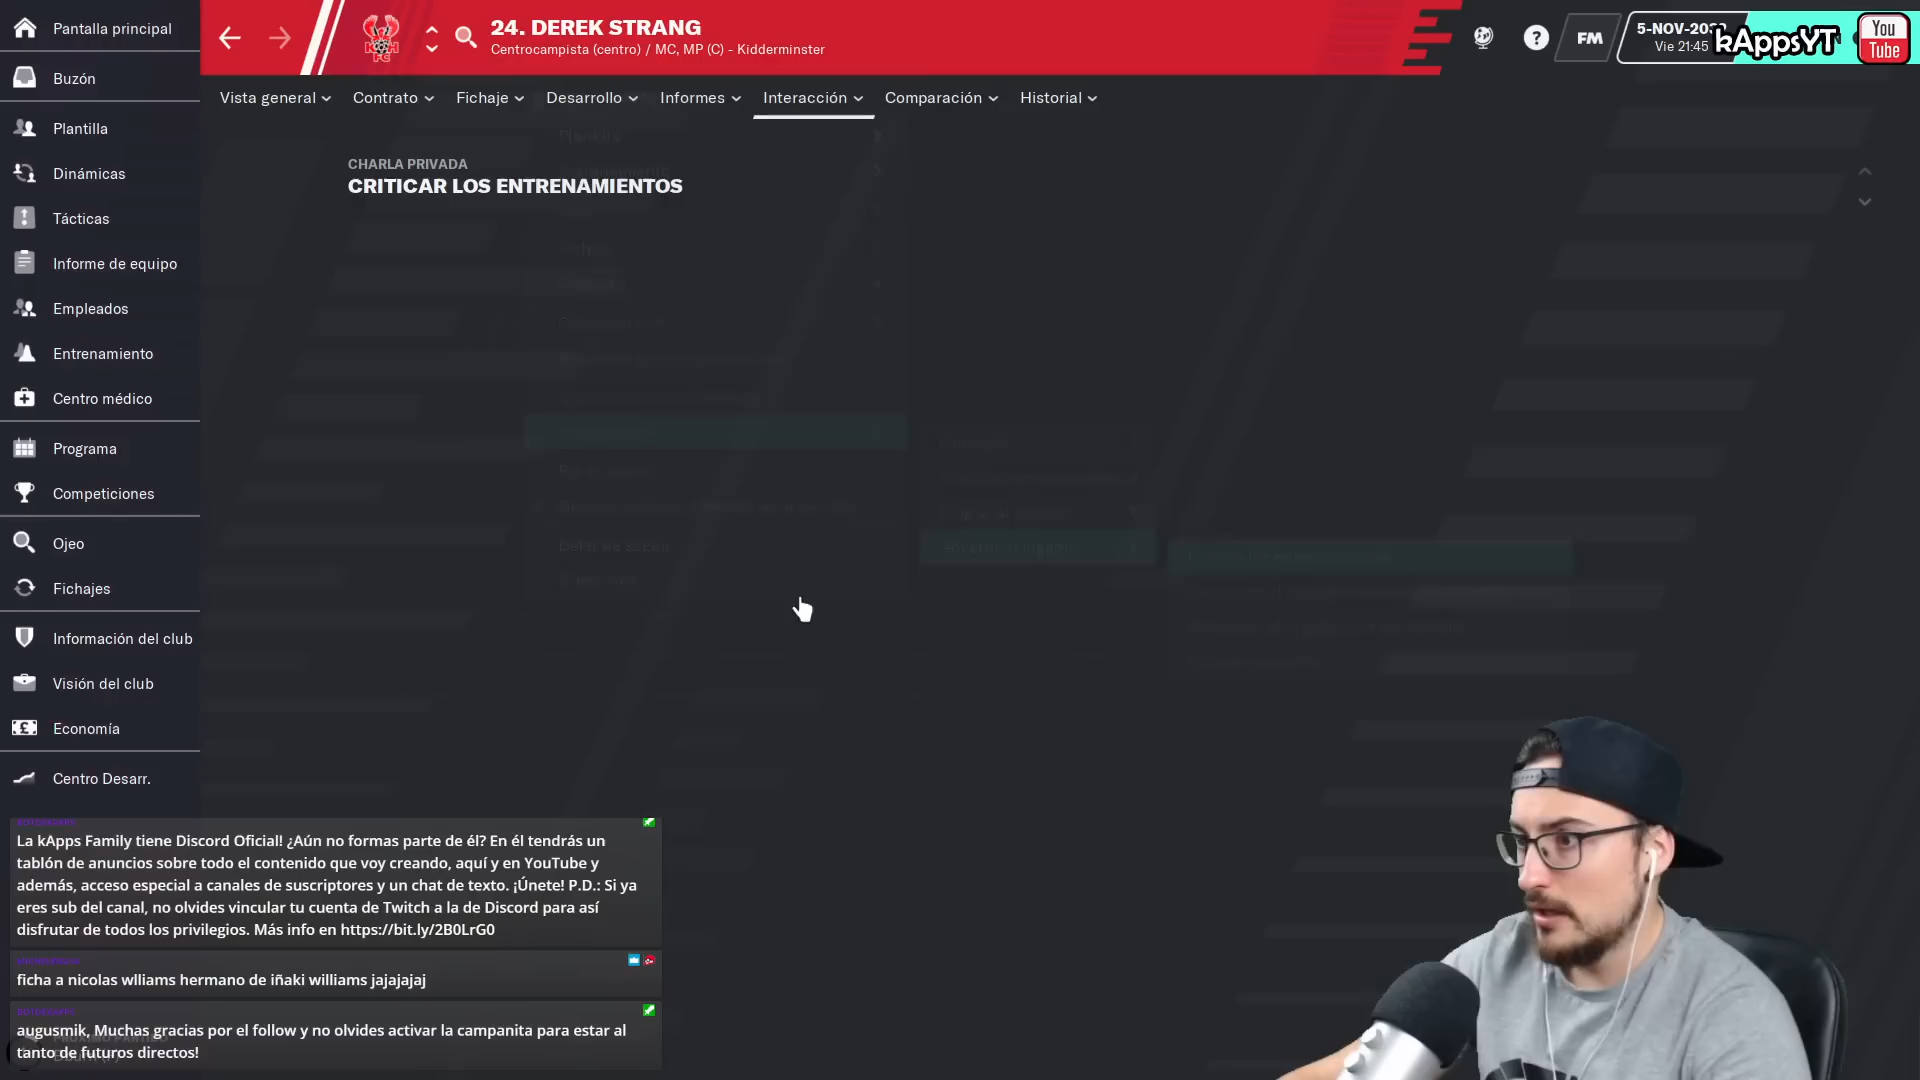 Pantalla principal
Buzón
Plantilla
Dinámicas
Tácticas
Informe de equipo
Empleados
Entrenamiento
Centro médico
Programa
Competiciones
Ojeo
Fichajes
Información del club
Visión del club
Economía
Centro Desarr.
24. DEREK STRANG
Centrocampista (centro) / MC, MP (C) - Kidderminster
FM
5-NOV-
Vie 21:45
kAppsYT
You
Tube
Vista general Contrato Fichaje Desarrollo Informes Interacción Comparación Historial
CHARLA PRIVADA
CRITICAR LOS ENTRENAMIENTOS
La kApps Family tiene Discord Oficial! ¿Aún no formas parte de él? En él tendrás un
tablón de anuncios sobre todo el contenido que voy creando, aquí y en YouTube y
además, acceso especial a canales de suscriptores y un chat de texto. ¡Únete! P.D.: Si ya
eres sub del canal, no olvides vincular tu cuenta de Twitch a la de Discord para así
disfrutar de todos los privilegios. Más info en https://bit.ly/2B0LrG0
ficha a nicolas wlliams hermano de iñaki williams jajajajaj
augusmik, Muchas gracias por el follow y no olvides activar la campanita para estar al
tanto de futuros directos!